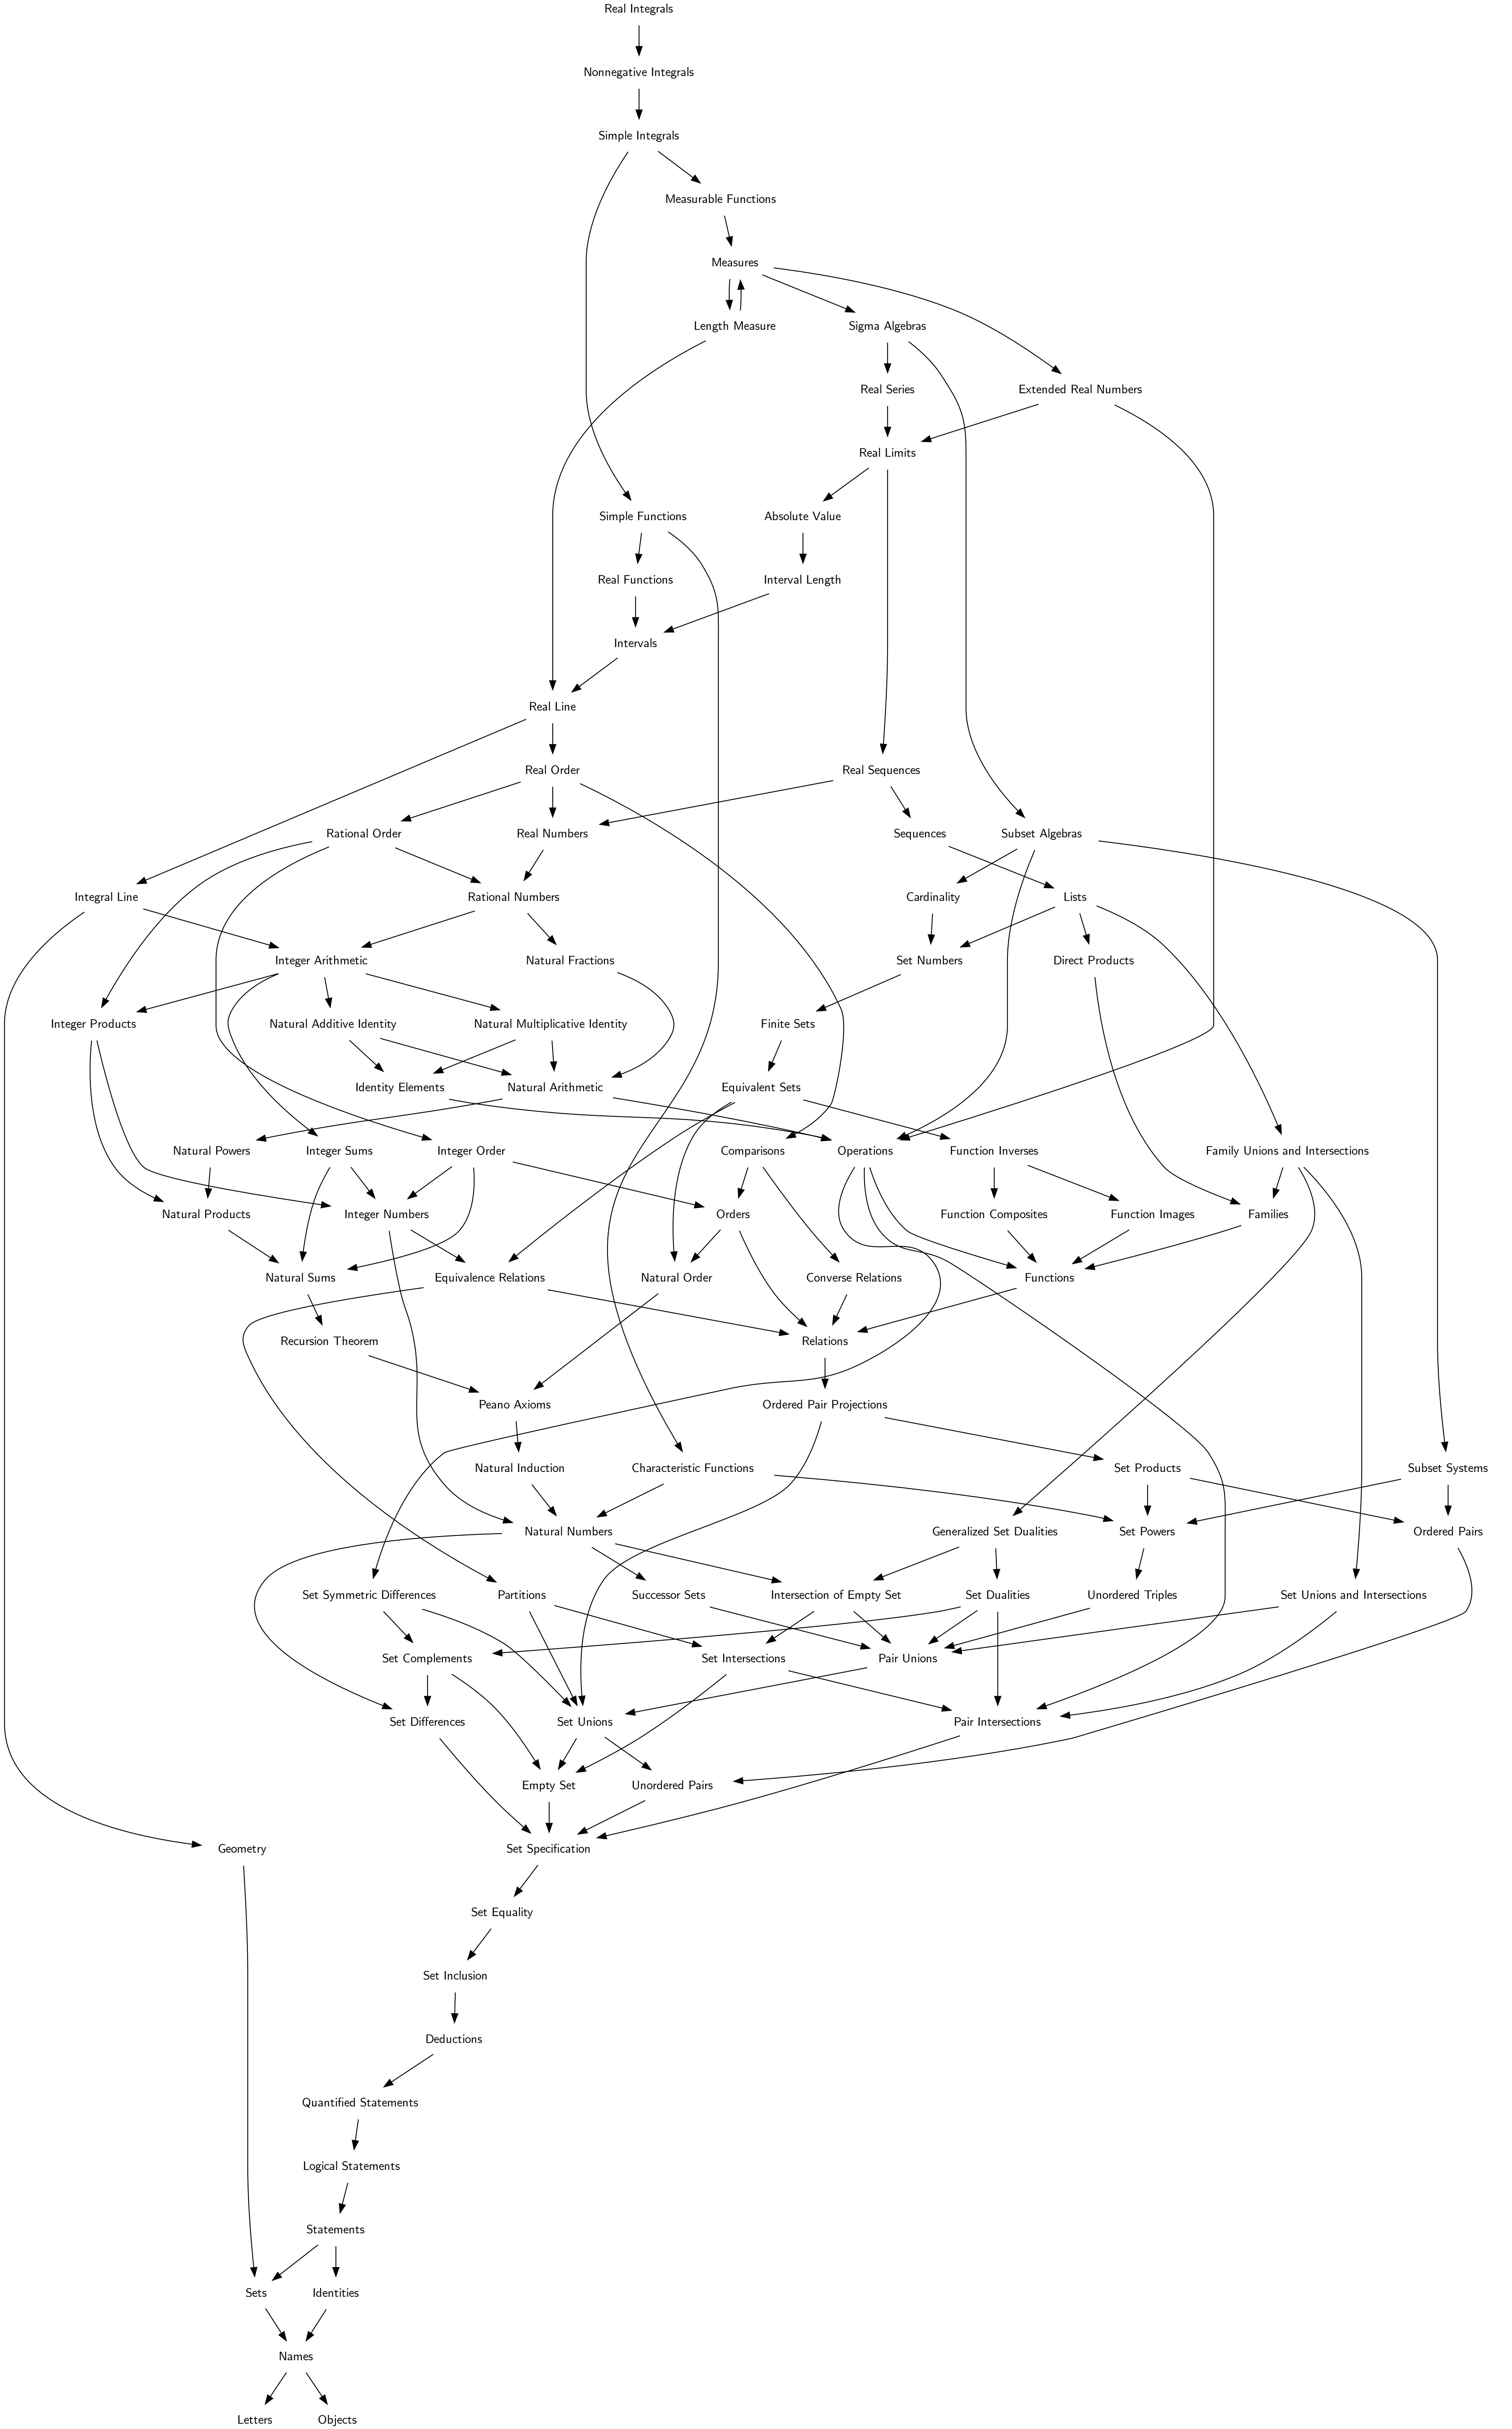 Real Integrals
Nonnegative Integrals
Simple Integrals
Measurable Functions
Measures
Length Measure
Sigma Algebras
Real Series
Extended Real Numbers
Real Limits
Simple Functions
Absolute Value
Real Functions
Interval Length
Intervals
Real Line
Real Order
Real Sequences
Rational Order
Real Numbers
Sequences
Subset Algebras
Integral Line
Rational Numbers
Cardinality
Lists
Integer Arithmetic
Natural Fractions
Set Numbers
Direct Products
Integer Products
Natural Additive Identity
Natural Multiplicative Identity
Finite Sets
Identity Elements
Natural Arithmetic
Equivalent Sets
Natural Powers
Integer Sums
Integer Order
Comparisons
Operations
Function Inverses
Family Unions and Intersections
Natural Products
Integer Numbers
Orders
Function Composites
Function Images
Families
Natural Sums
Equivalence Relations
Natural Order
Converse Relations
Functions
Recursion Theorem
Relations
Peano Axioms
Ordered Pair Projections
Natural Induction
Characteristic Functions
Set Products
Subset Systems
Natural Numbers
Generalized Set Dualities
Set Powers
Ordered Pairs
Set Symmetric Differences
Partitions
Successor Sets
Intersection of Empty Set
Set Dualities
Unordered Triples
Set Unions and Intersections
Set Complements
Set Intersections
Pair Unions
Set Differences
Set Unions
Pair Intersections
Empty Set
Unordered Pairs
Geometry
Set Specification
Set Equality
Set Inclusion
Deductions
Quantified Statements
Logical Statements
Statements
Sets
Identities
Names
Letters
Objects